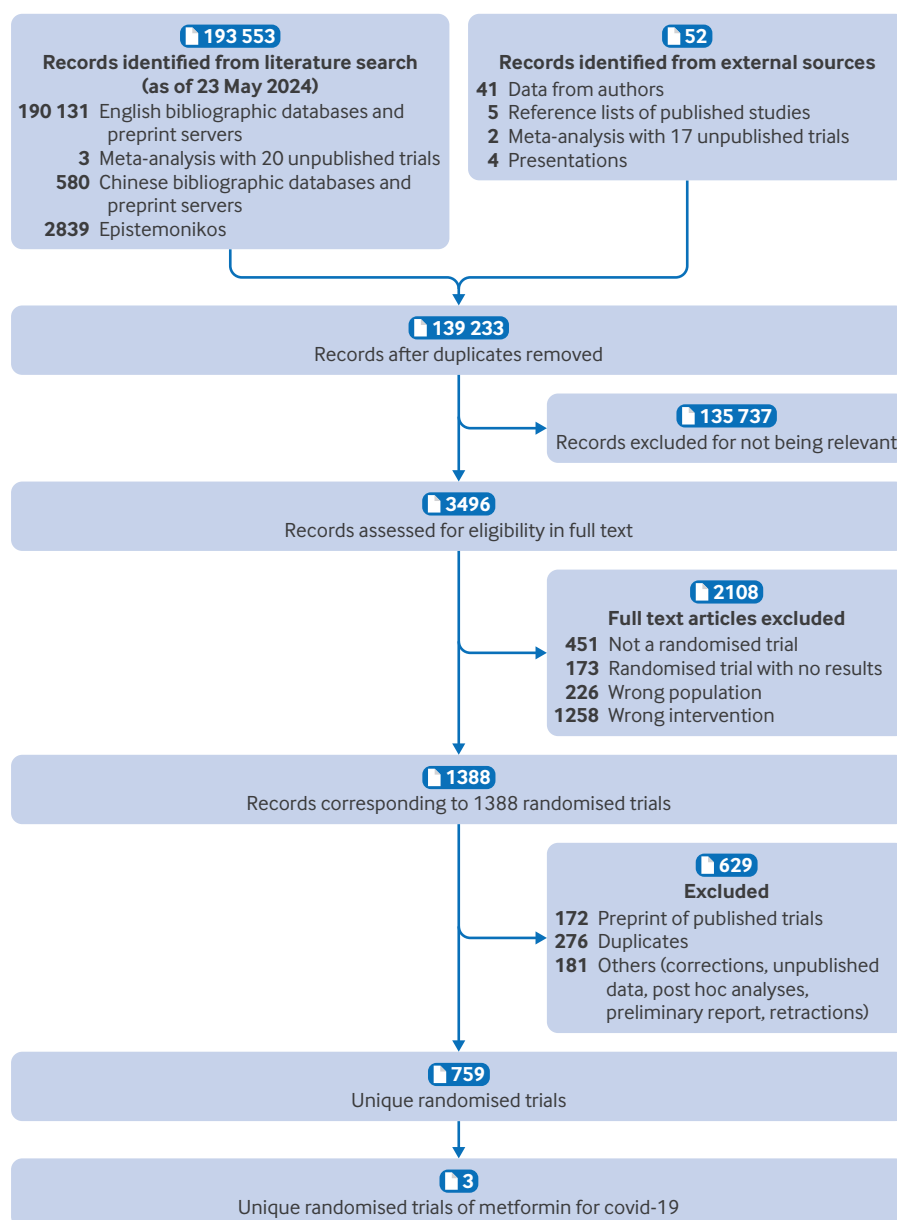 193 553
Records identified from literature search
(as of 23 May 2024)
190 131 English bibliographic databases and
preprint servers
3 Meta-analysis with 20 unpublished trials
580 Chinese bibliographic databases and
preprint servers
2839 Epistemonikos
52
Records identified from external sources
41 Data from authors
5 Reference lists of published studies
2 Meta-analysis with 17 unpublished trials
4 Presentations
139 233
Records after duplicates removed
135 737
Records excluded for not being relevant
3496
Records assessed for eligibility in full text
2108
Full text articles excluded
451 Not a randomised trial
173 Randomised trial with no results
226 Wrong population
1258 Wrong intervention
1388
Records corresponding to 1388 randomised trials
629
Excluded
172 Preprint of published trials
276 Duplicates
181 Others (corrections, unpublished
data, post hoc analyses,
preliminary report, retractions)
759
Unique randomised trials
3
Unique randomised trials of metformin for covid-19